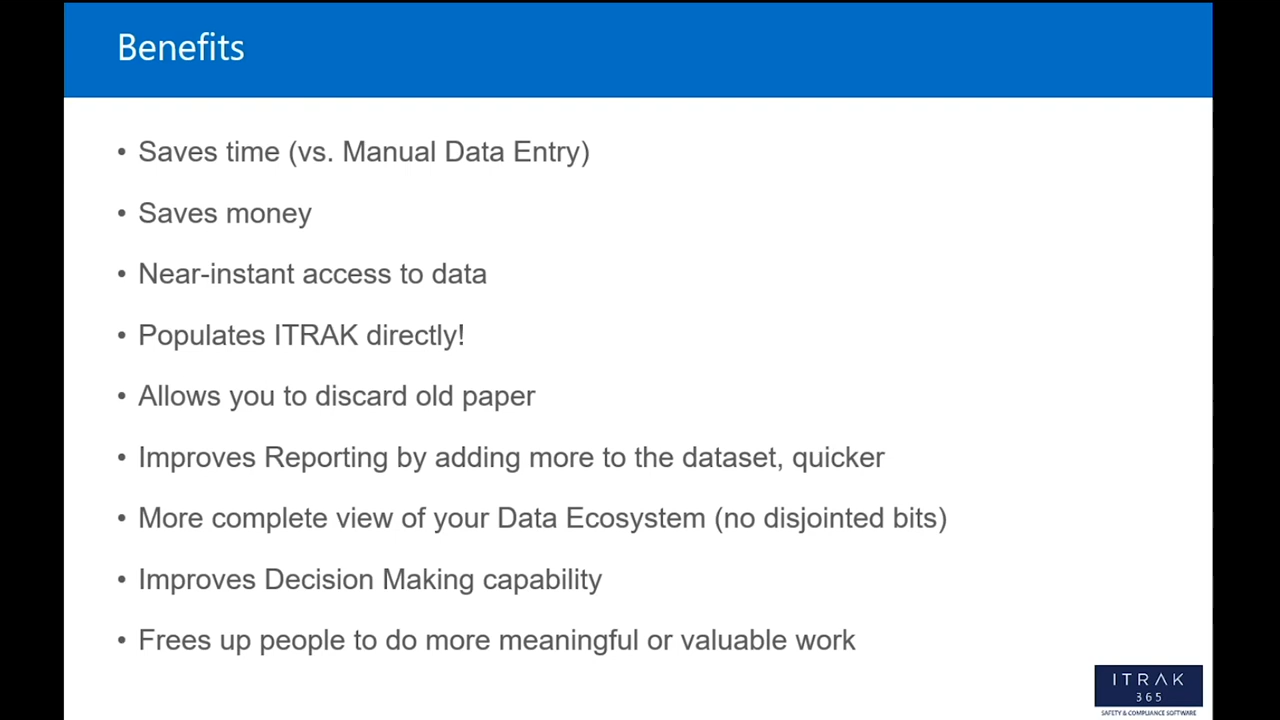 Benefits
• Saves time (vs. Manual Data Entry)
• Saves money
• Near-instant access to data
• Populates ITRAK directly!
• Allows you to discard old paper
• Improves Reporting by adding more to the dataset, quicker
• More complete view of your Data Ecosystem (no disjointed bits)
• Improves Decision Making capability
• Frees up people to do more meaningful or valuable work
ITRAK
365
SAFETY & COMPLIANCE SOFTWARE